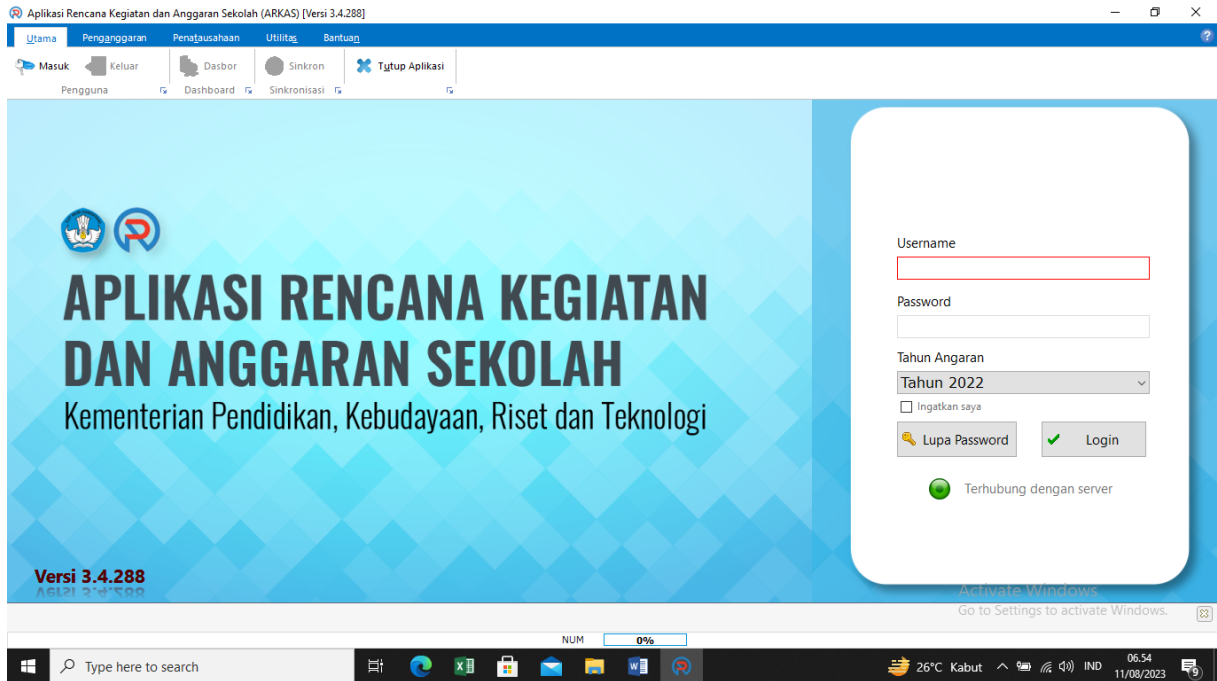 Aplikasi Rencana Kegiatan dan Anggaran Sekolah (ARKAS) [Versi 3.4.288]
Utama Penganggaran Penatausahaan Utilitas Bantuan
Masuk Keluar Dasbor Sinkron Tutup Aplikasi
Pengguna Dashboard Sinkronisasi
APLIKASI RENCANA KEGIATAN
DAN ANGGARAN SEKOLAH
Kementerian Pendidikan, Kebudayaan, Riset dan Teknologi
Versi 3.4.288
Username
Password
Tahun Angaran
Tahun 2022
Ingatkan saya
Lupa Password Login
Terhubung dengan server
Activate Windows
Go to Settings to activate Windows.
NUM 0%
Type here to search
26°C Kabut IND 06.54
11/08/2023
9